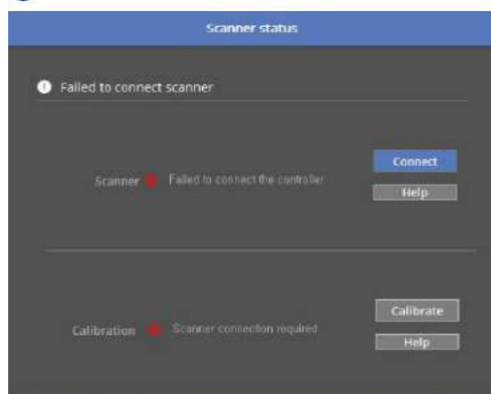 Scanner status
Failed to connect scanner
Connect
Scanner Failed to connect the controller
Help
Calibrate
Calibration Scanner connection required
Help